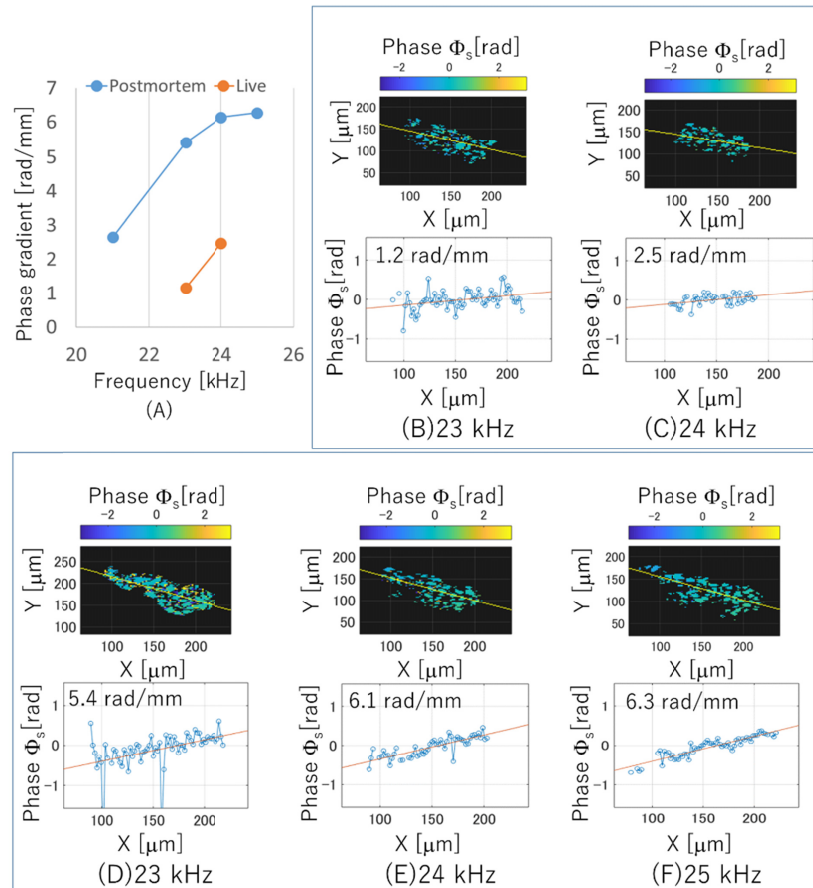 7
6
5
4
3
2
1
0
Phase gradient [rad/mm]
Postmortem Live
20 22 24 26
Frequency [kHz]
(A)
Phase Φs[rad]
-2 0 2
200
150
100
50
Y [μm]
100 150 200
X [μm]
1.2 rad/mm
Phase Φs[rad]
1
0
-1
100 150 200
X [μm]
(B)23 kHz
Phase Φs[rad]
-2 0 2
200
150
100
50
Y [μm]
100 150 200
X [μm]
2.5 rad/mm
Phase Φs[rad]
1
0
-1
100 150 200
X [μm]
(C)24 kHz
Phase Φs[rad]
-2 0 2
250
200
150
100
Y [μm]
100 150 200
X [μm]
5.4 rad/mm
Phase Φs[rad]
1
0
-1
100 150 200
X [μm]
(D)23 kHz
Phase Φs[rad]
-2 0 2
200
150
100
50
Y [μm]
100 150 200
X [μm]
6.1 rad/mm
Phase Φs[rad]
1
0
-1
100 150 200
X [μm]
(E)24 kHz
Phase Φs[rad]
-2 0 2
200
150
100
50
Y [μm]
100 150 200
X [μm]
6.3 rad/mm
Phase Φs[rad]
1
0
-1
100 150 200
X [μm]
(F)25 kHz